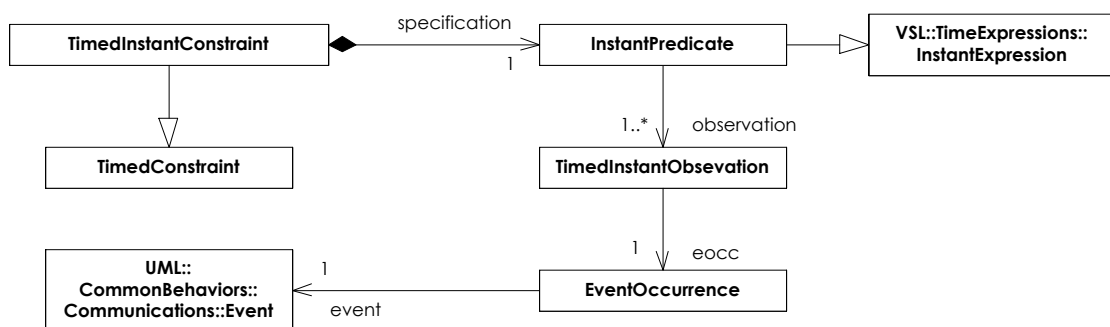 specification
TimedInstantConstraint
InstantPredicate
VSL::TimeExpressions::
InstantExpression
1
1..*
observation
TimedConstraint
TimedInstantObsevation
1
eocc
UML::
CommonBehaviors::
Communications::Event
1
event
EventOccurrence